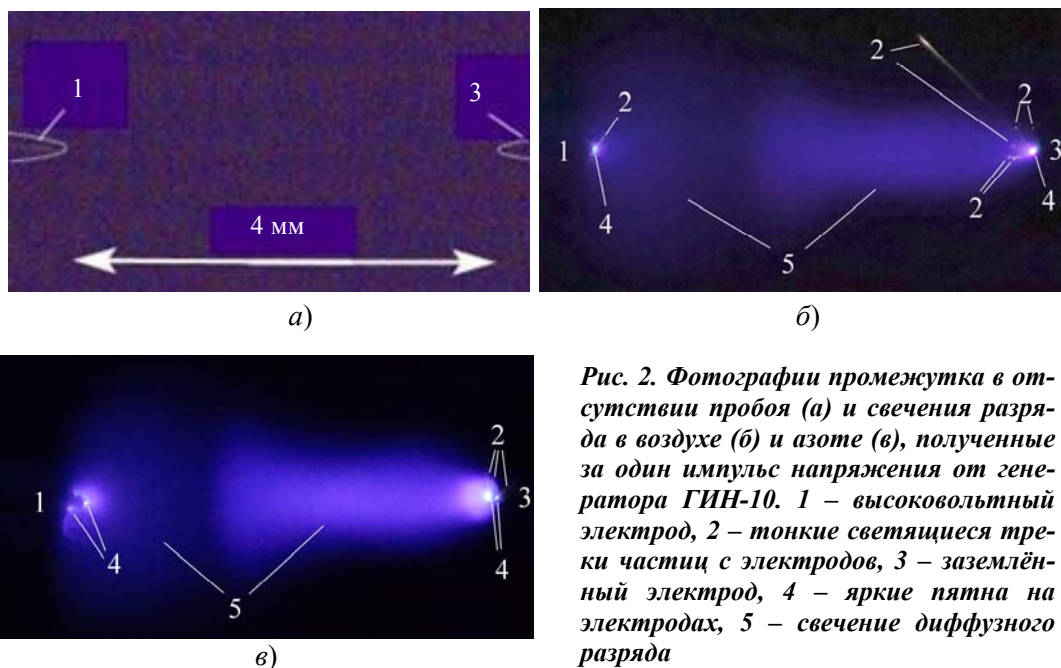 1
3
4 мм
а)
2
2
1
3
4
2
4
5
б)
2
1
3
4
4
5
в)
Рис. 2. Фотографии промежутка в от-
сутствии пробоя (а) и свечения разря-
да в воздухе (б) и азоте (в), полученные
за один импульс напряжения от гене-
ратора ГИН-10. 1 – высоковольтный
электрод, 2 – тонкие светящиеся тре-
ки частиц с электродов, 3 – заземлён-
ный электрод, 4 – яркие пятна на
электродах, 5 – свечение диффузного
разряда